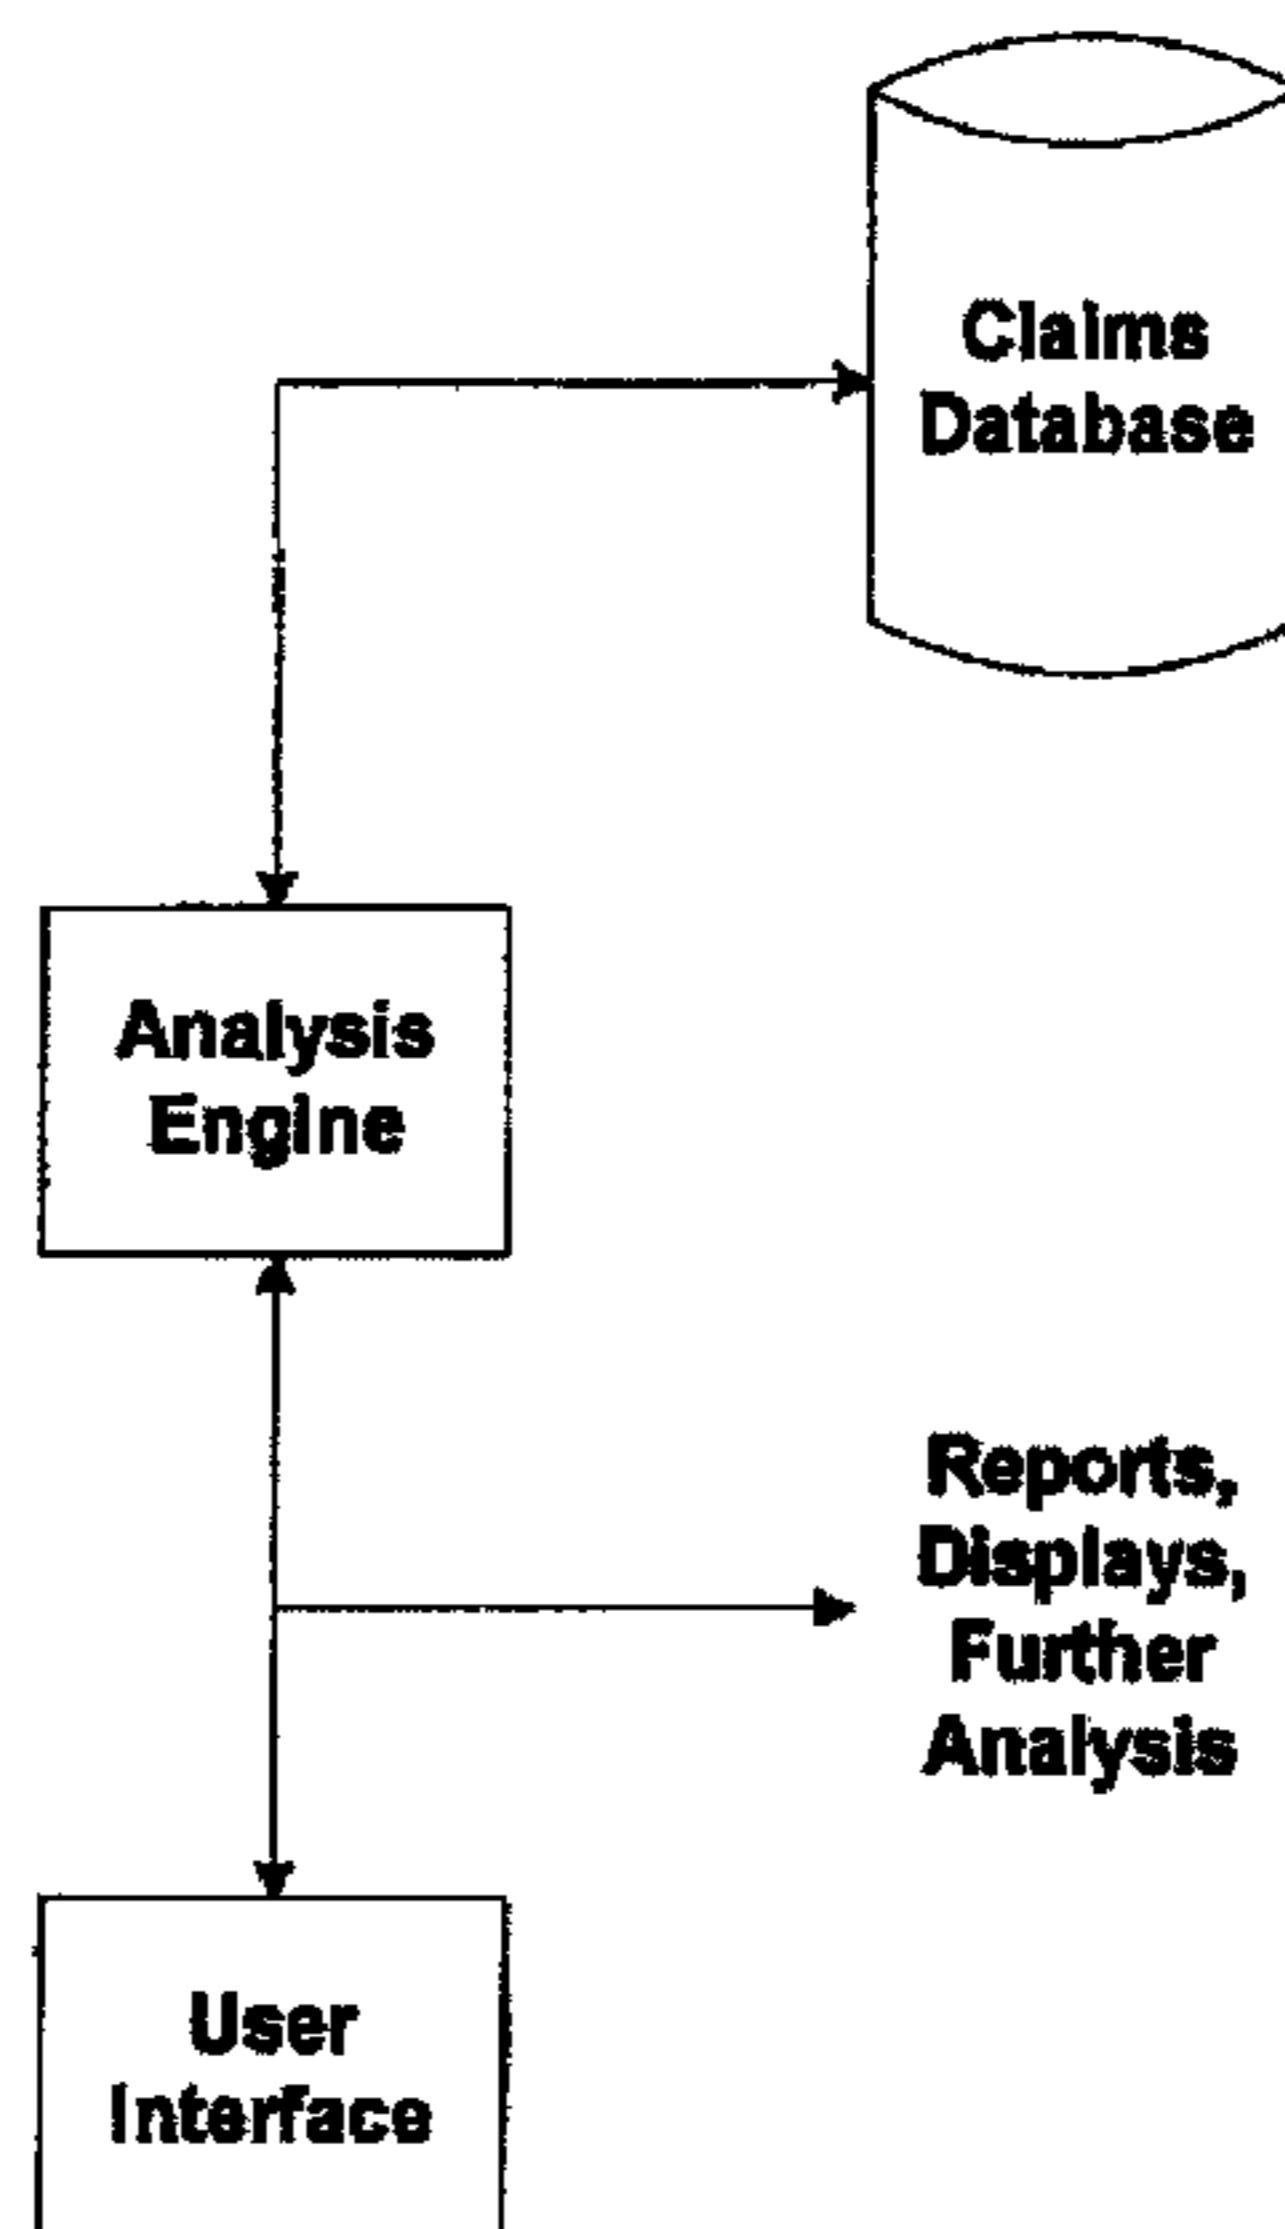 Claims
Database
Analysis
Engine
Reports,
Displays,
Further
Analysis
User
Interface